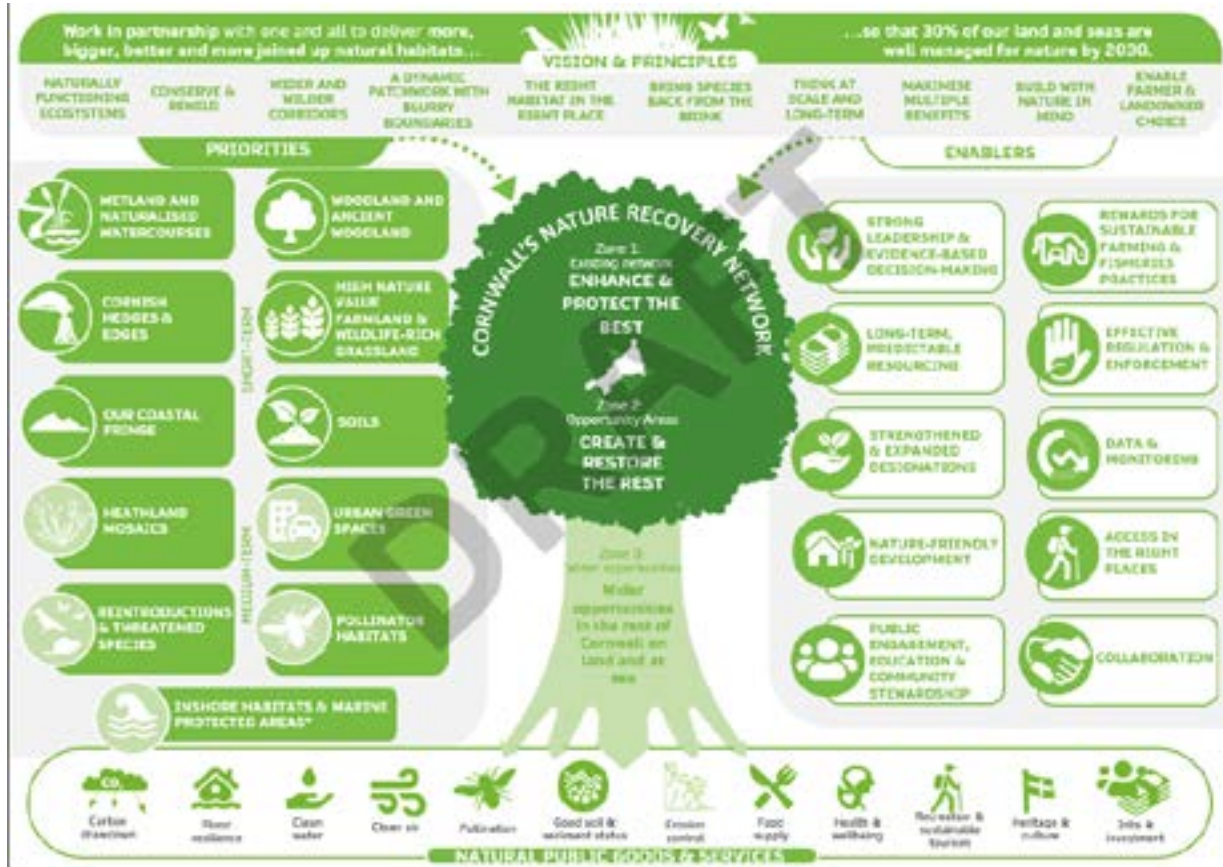 Work in partnership with one and all to deliver more,
bigger, better and more joined up natural habitats...
...so that 30% of our land and seas are
well managed for nature by 2030.
VISION & PRINCIPLES
NATURALLY
FUNCTIONING
ECOSYSTEMS
CONSERVE &
REWILD
WIDER AND
WILDER
CORRIDORS
A DYNAMIC
PATCHWORK WITH
BLURRY
BOUNDARIES
THE RIGHT
HABITAT IN THE
RIGHT PLACE
BRING SPECIES
BACK FROM THE
BRINK
THINK AT
SCALE AND
LONG-TERM
MAXIMISE
MULTIPLE
BENEFITS
BUILD WITH
NATURE IN
MIND
ENABLE
FARMER &
LANDOWNER
CHOICE
PRIORITIES
SHORT-TERM
WETLAND AND
NATURALISED
WATERCOURSES
WOODLAND AND
ANCIENT
WOODLAND
CORNISH
HEDGES &
EDGES
HIGH NATURE
VALUE
FARMLAND &
WILDLIFE-RICH
GRASSLAND
OUR COASTAL
FRINGE
SOILS
MEDIUM-TERM
HEATHLAND
MOSAICS
URBAN GREEN
SPACES
REINTRODUCTIONS
& THREATENED
SPECIES
POLLINATOR
HABITATS
INSHORE HABITATS & MARINE
PROTECTED AREAS*
CORNWALL'S NATURE RECOVERY NETWORK
Zone 1:
Existing network
ENHANCE &
PROTECT THE
BEST
Zone 2:
Opportunity Areas
CREATE &
RESTORE
THE REST
Zone 3:
Wider opportunities
Wider
opportunities
in the rest of
Cornwall on
land and at
sea
DRAFT
ENABLERS
STRONG
LEADERSHIP &
EVIDENCE-BASED
DECISION-MAKING
REWARDS FOR
SUSTAINABLE
FARMING &
FISHERIES
PRACTICES
LONG-TERM,
PREDICTABLE
RESOURCING
EFFECTIVE
REGULATION &
ENFORCEMENT
STRENGTHENED
& EXPANDED
DESIGNATIONS
DATA &
MONITORING
NATURE-FRIENDLY
DEVELOPMENT
ACCESS IN
THE RIGHT
PLACES
PUBLIC
ENGAGEMENT,
EDUCATION &
COMMUNITY
STEWARDSHIP
COLLABORATION
CO₂
Carbon
drawdown
Flood
resilience
Clean
water
Clean air
Pollination
Good soil &
sediment status
Erosion
control
Food
supply
Health &
wellbeing
Recreation &
sustainable
tourism
Heritage &
culture
Jobs &
investment
NATURAL PUBLIC GOODS & SERVICES